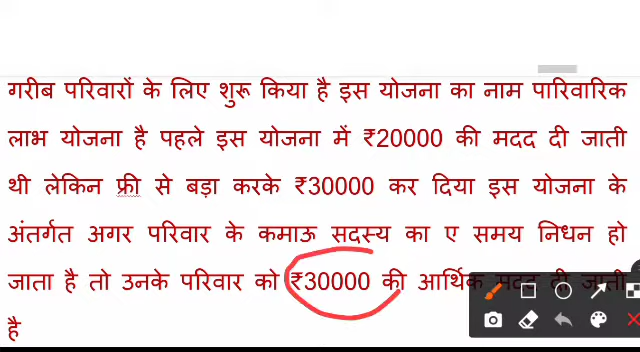 गरीब परिवारों के लिए शुरू किया है इस योजना का नाम पारिवारिक
लाभ योजना है पहले इस योजना में ₹20000 की मदद दी जाती
थी लेकिन फ्री से बड़ा करके ₹30000 कर दिया इस योजना के
अंतर्गत अगर परिवार के कमाऊ सदस्य का ए समय निधन हो
जाता है तो उनके परिवार को ₹30000 की आर्थिक मदद दी जाती
है